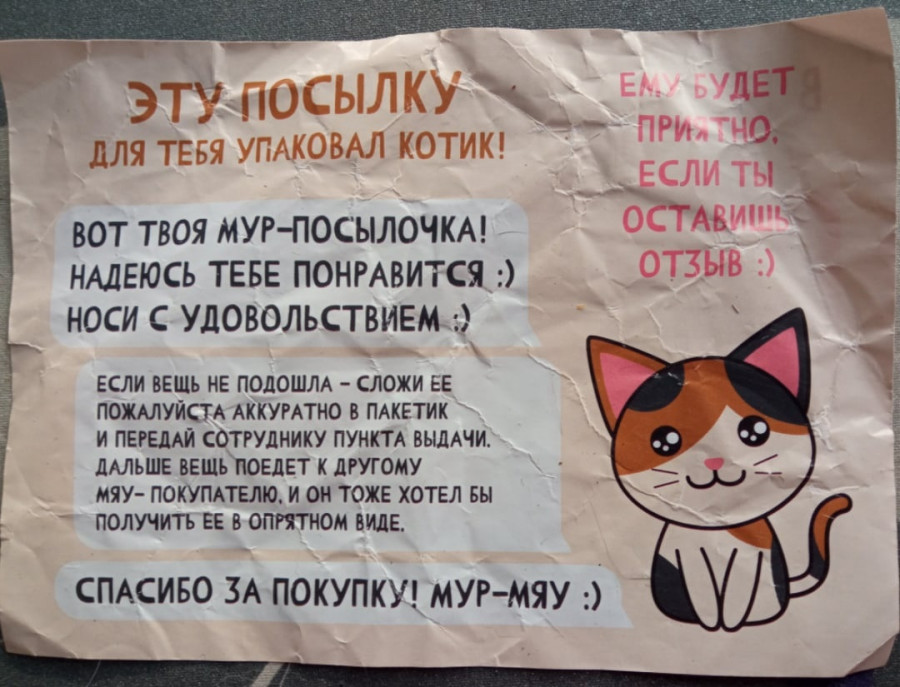 ЭТУ ПОСЫЛКУ
ДЛЯ ТЕБЯ УПАКОВАЛ КОТИК!
ЕМУ БУДЕТ
ПРИЯТНО,
ЕСЛИ ТЫ
ОСТАВИШЬ
ОТЗЫВ :)
ВОТ ТВОЯ МУР-ПОСЫЛОЧКА!
НАДЕЮСЬ ТЕБЕ ПОНРАВИТСЯ :)
НОСИ С УДОВОЛЬСТВИЕМ :)
ЕСЛИ ВЕЩЬ НЕ ПОДОШЛА - СЛОЖИ ЕЕ
ПОЖАЛУЙСТА АККУРАТНО В ПАКЕТИК
И ПЕРЕДАЙ СОТРУДНИКУ ПУНКТА ВЫДАЧИ.
ДАЛЬШЕ ВЕЩЬ ПОЕДЕТ К ДРУГОМУ
МЯУ- ПОКУПАТЕЛЮ, И ОН ТОЖЕ ХОТЕЛ БЫ
ПОЛУЧИТЬ ЕЕ В ОПРЯТНОМ ВИДЕ.
СПАСИБО ЗА ПОКУПКУ! МУР-МЯУ :)